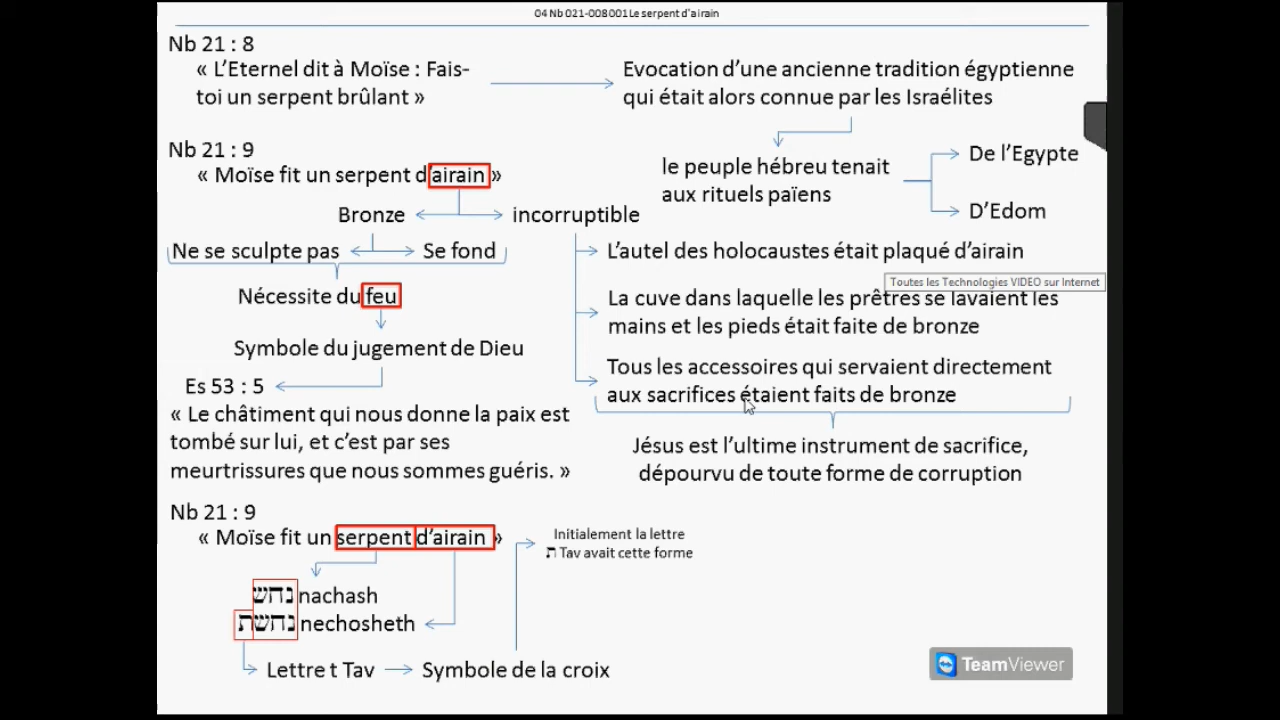 04 Nb 021-008 001 Le serpent d'airain
Nb 21 : 8
« L’Eternel dit à Moïse : Fais-
toi un serpent brûlant »
Evocation d’une ancienne tradition égyptienne
qui était alors connue par les Israélites
le peuple hébreu tenait
aux rituels païens
De l’Egypte
D’Edom
Nb 21 : 9
« Moïse fit un serpent d’airain »
Bronze
incorruptible
Ne se sculpte pas
Se fond
Nécessite du feu
Symbole du jugement de Dieu
Es 53 : 5
« Le châtiment qui nous donne la paix est
tombé sur lui, et c’est par ses
meurtrissures que nous sommes guéris. »
L’autel des holocaustes était plaqué d’airain
Toutes les Technologies VIDEO sur Internet
La cuve dans laquelle les prêtres se lavaient les
mains et les pieds était faite de bronze
Tous les accessoires qui servaient directement
aux sacrifices étaient faits de bronze
Jésus est l’ultime instrument de sacrifice,
dépourvu de toute forme de corruption
Nb 21 : 9
« Moïse fit un serpent d’airain »
Initialement la lettre
ת Tav avait cette forme
נחש nachash
נחשת nechosheth
Lettre t Tav
Symbole de la croix
TeamViewer